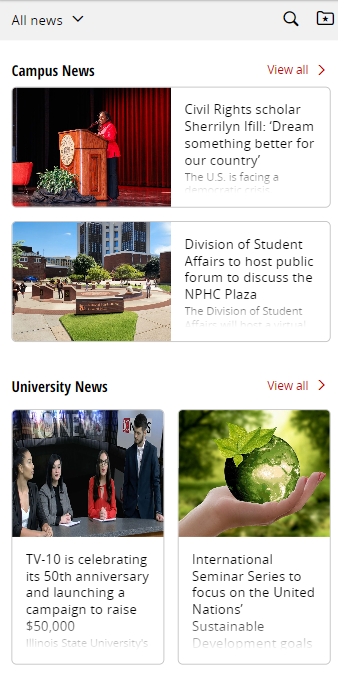 All news
Campus News
View all
Civil Rights scholar
Sherrilyn Ifill: ‘Dream
something better for
our country’
The U.S. is facing a
democratic crisis
Division of Student
Affairs to host public
forum to discuss the
NPHC Plaza
The Division of Student
Affairs will host a virtual
University News
View all
TV-10 is celebrating
its 50th anniversary
and launching a
campaign to raise
$50,000
Illinois State University's
International
Seminar Series to
focus on the United
Nations’
Sustainable
Development goals